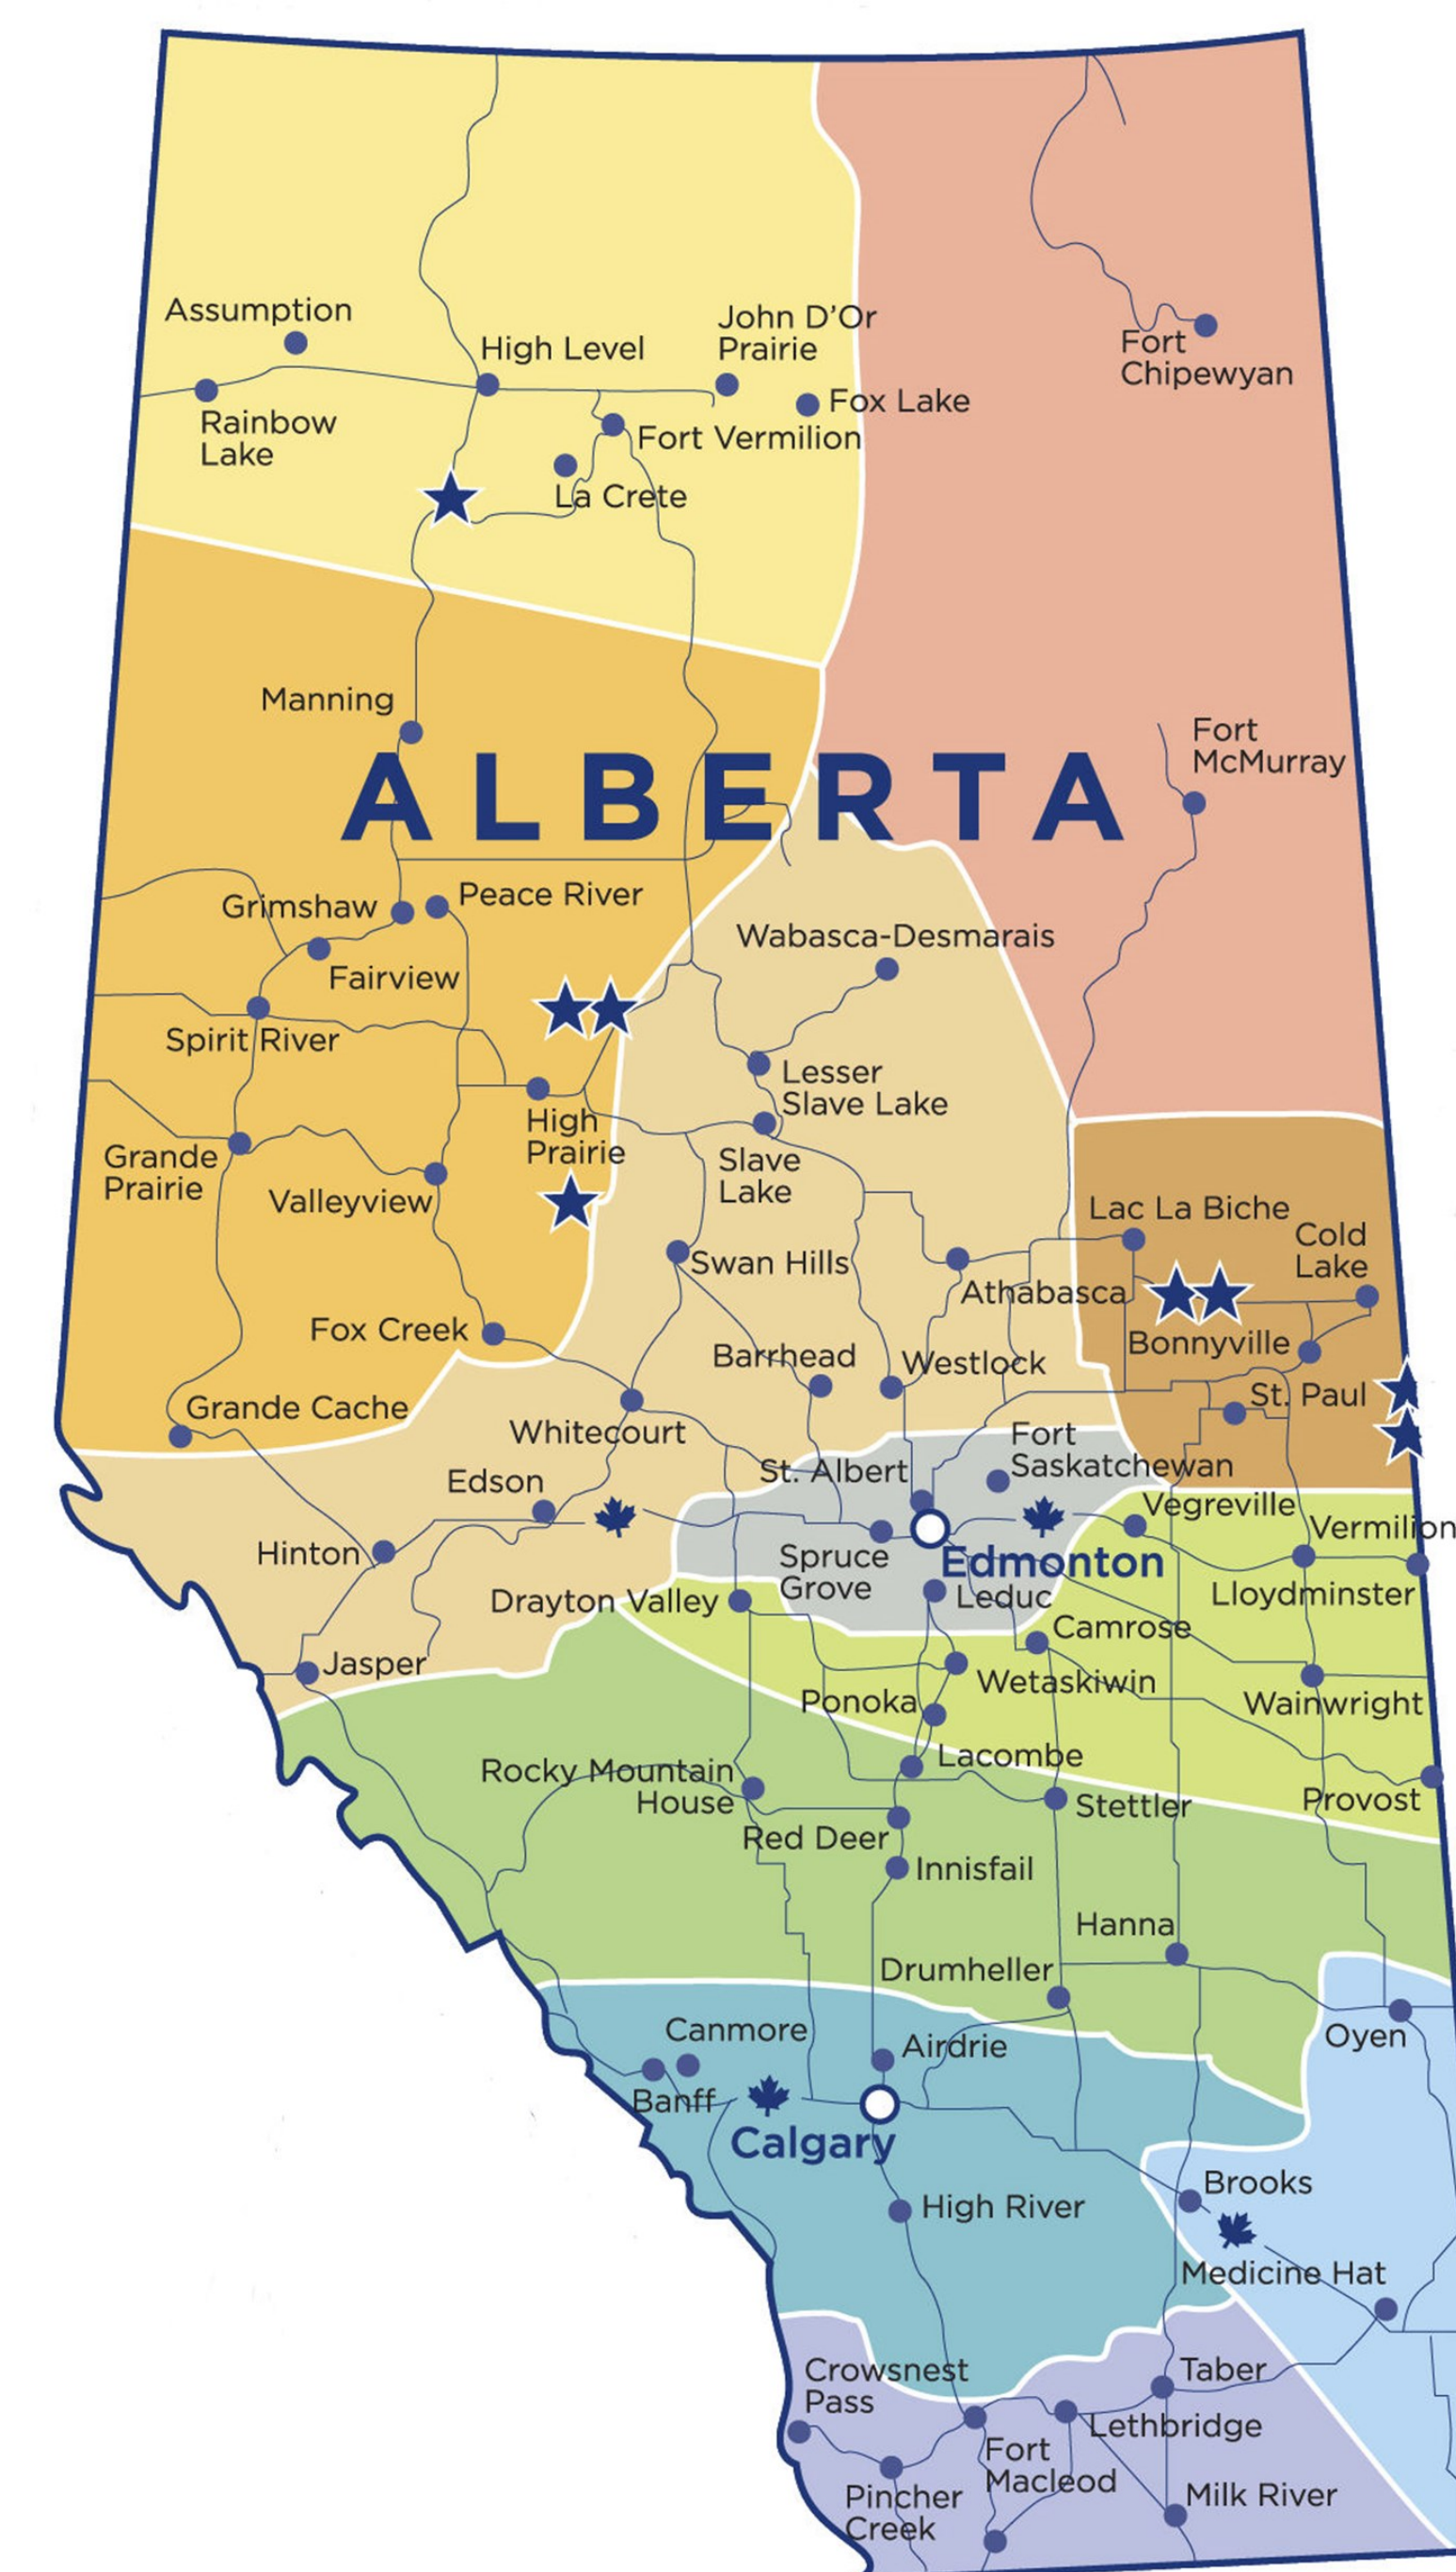 Assumption
John D'Or
Prairie
High Level
Fort
Chipewyan
Fox Lake
Rainbow
Lake
Fort Vermilion
La Crete
Manning
Fort
McMurray
ALBERTA
Peace River
Grimshaw
Wabasca-Desmarais
Fairview
Spirit River
Lesser
Slave Lake
High
Prairie
Grande
Prairie
Slave
Lake
Valleyview
Lac La Biche
Cold
Lake
Swan Hills
Athabasca
Fox Creek
Bonnyville
Barrhead
Westlock
St. Paul
Grande Cache
Whitecourt
Fort
Saskatchewan
St. Albert
Edson
Vegreville
Vermilion
Hinton
Spruce
Grove
Edmonton
Leduc
Lloydminster
Drayton Valley
Camrose
Jasper
Wetaskiwin
Ponoka
Wainwright
Lacombe
Rocky Mountain
House
Stettler
Provost
Red Deer
Innisfail
Hanna
Drumheller
Canmore
Airdrie
Oyen
Banff
Calgary
Brooks
High River
Medicine Hat
Crowsnest
Pass
Taber
Lethbridge
Fort
Macleod
Pincher
Creek
Milk River